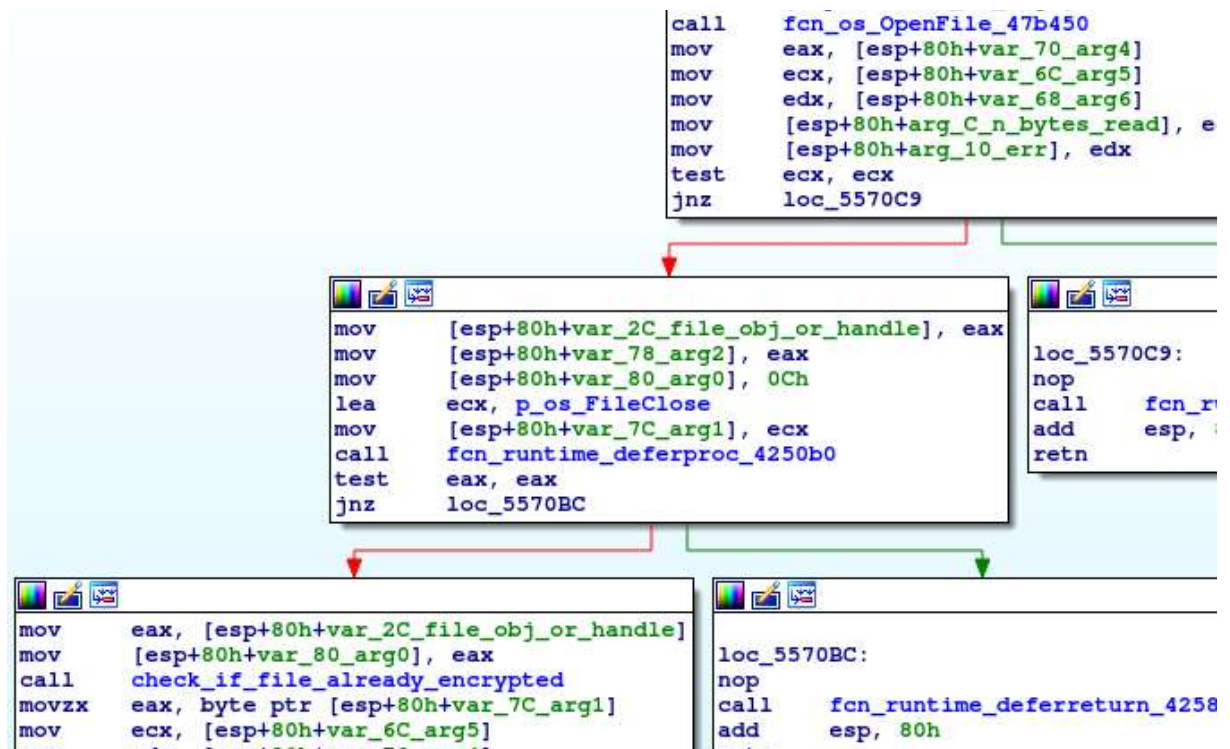 call fcn_os_OpenFile_47b450
mov eax, [esp+80h+var_70_arg4]
mov ecx, [esp+80h+var_6C_arg5]
mov edx, [esp+80h+var_68_arg6]
mov [esp+80h+arg_C_n_bytes_read], e
mov [esp+80h+arg_10_err], edx
test ecx, ecx
jnz loc_5570C9
mov [esp+80h+var_2C_file_obj_or_handle], eax
mov [esp+80h+var_78_arg2], eax
mov [esp+80h+var_80_arg0], 0Ch
lea ecx, p_os_FileClose
mov [esp+80h+var_7C_arg1], ecx
call fcn_runtime_deferproc_4250b0
test eax, eax
jnz loc_5570BC
loc_5570C9:
nop
call fcn_ru
add esp,
retn
mov eax, [esp+80h+var_2C_file_obj_or_handle]
mov [esp+80h+var_80_arg0], eax
call check_if_file_already_encrypted
movzx eax, byte ptr [esp+80h+var_7C_arg1]
mov ecx, [esp+80h+var_6C_arg5]
loc_5570BC:
nop
call fcn_runtime_deferreturn_4258
add esp, 80h